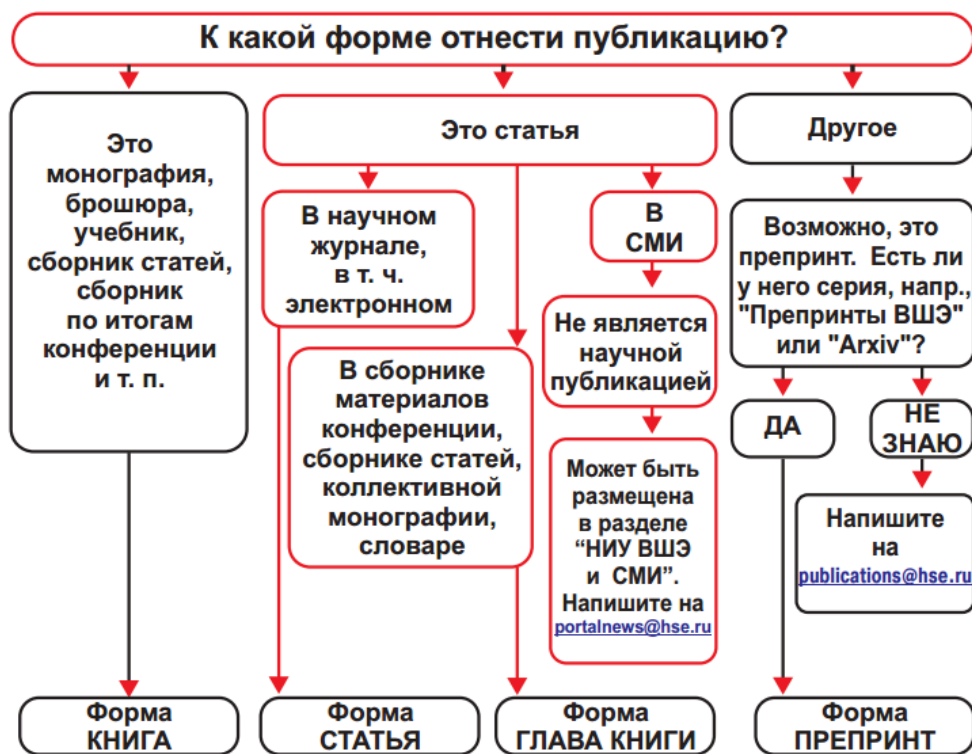 К какой форме отнести публикацию?
Это
монография,
брошюра,
учебник,
сборник статей,
сборник
по итогам
конференции
и т. п.
Форма
КНИГА
Это статья
В научном
журнале,
в т. ч.
электронном
Форма
СТАТЬЯ
В сборнике
материалов
конференции,
сборнике статей,
коллективной
монографии,
словаре
Форма
ГЛАВА КНИГИ
В
СМИ
Не является
научной
публикацией
Может быть
размещена
в разделе
“НИУ ВШЭ
и СМИ”.
Напишите на
portalnews@hse.ru
Другое
Возможно, это
препринт. Есть ли
у него серия, напр.,
"Препринты ВШЭ"
или "Arxiv"?
ДА
Форма
ПРЕПРИНТ
НЕ
ЗНАЮ
Напишите
на
publications@hse.ru